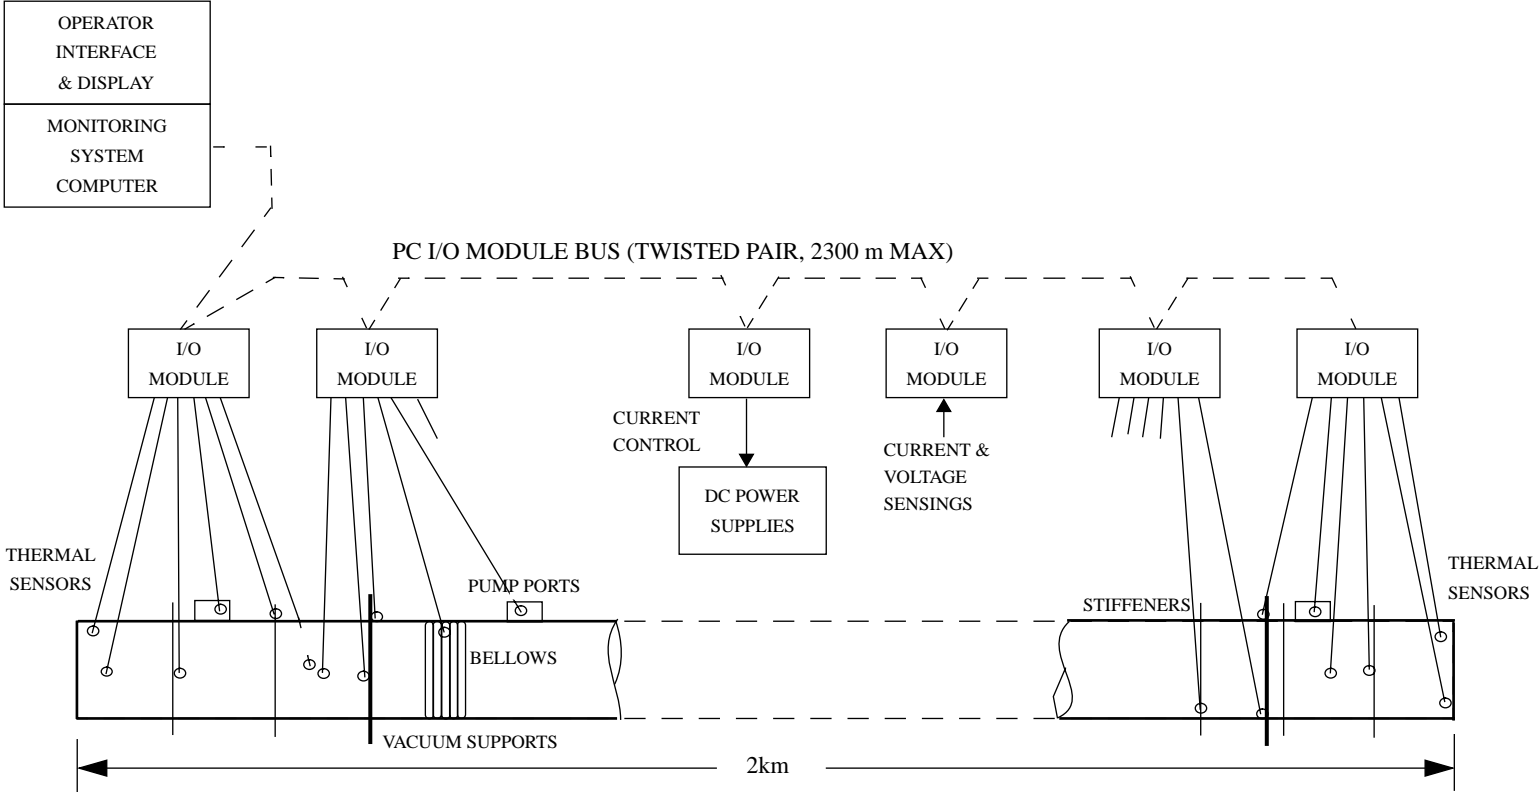 OPERATOR
INTERFACE
& DISPLAY
MONITORING
SYSTEM
COMPUTER
PC I/O MODULE BUS (TWISTED PAIR, 2300 m MAX)
I/O
MODULE
I/O
MODULE
I/O
MODULE
I/O
MODULE
I/O
MODULE
I/O
MODULE
CURRENT
CONTROL
CURRENT &
VOLTAGE
SENSINGS
DC POWER
SUPPLIES
THERMAL
SENSORS
PUMP PORTS
STIFFENERS
THERMAL
SENSORS
BELLOWS
VACUUM SUPPORTS
2km